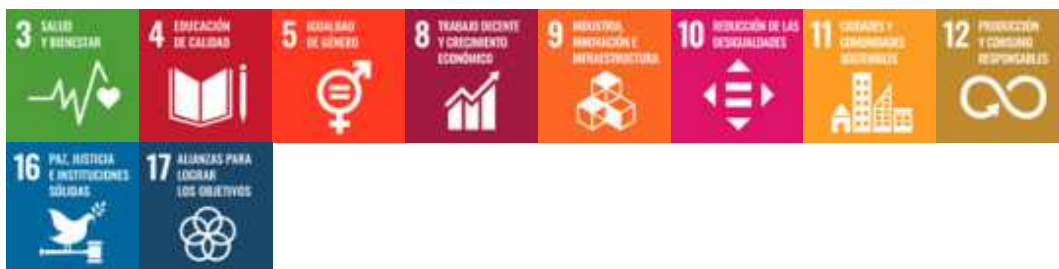 3 SALUD
Y BIENESTAR
4 EDUCACIÓN
DE CALIDAD
5 IGUALDAD
DE GÉNERO
8 TRABAJO DECENTE
Y CRECIMIENTO
ECONÓMICO
9 INDUSTRIA,
INNOVACIÓN E
INFRAESTRUCTURA
10 REDUCCIÓN DE LAS
DESIGUALDADES
11 CIUDADES Y
COMUNIDADES
SOSTENIBLES
12 PRODUCCIÓN
Y CONSUMO
RESPONSABLES
16 PAZ, JUSTICIA
E INSTITUCIONES
SÓLIDAS
17 ALIANZAS PARA
LOGRAR
LOS OBJETIVOS